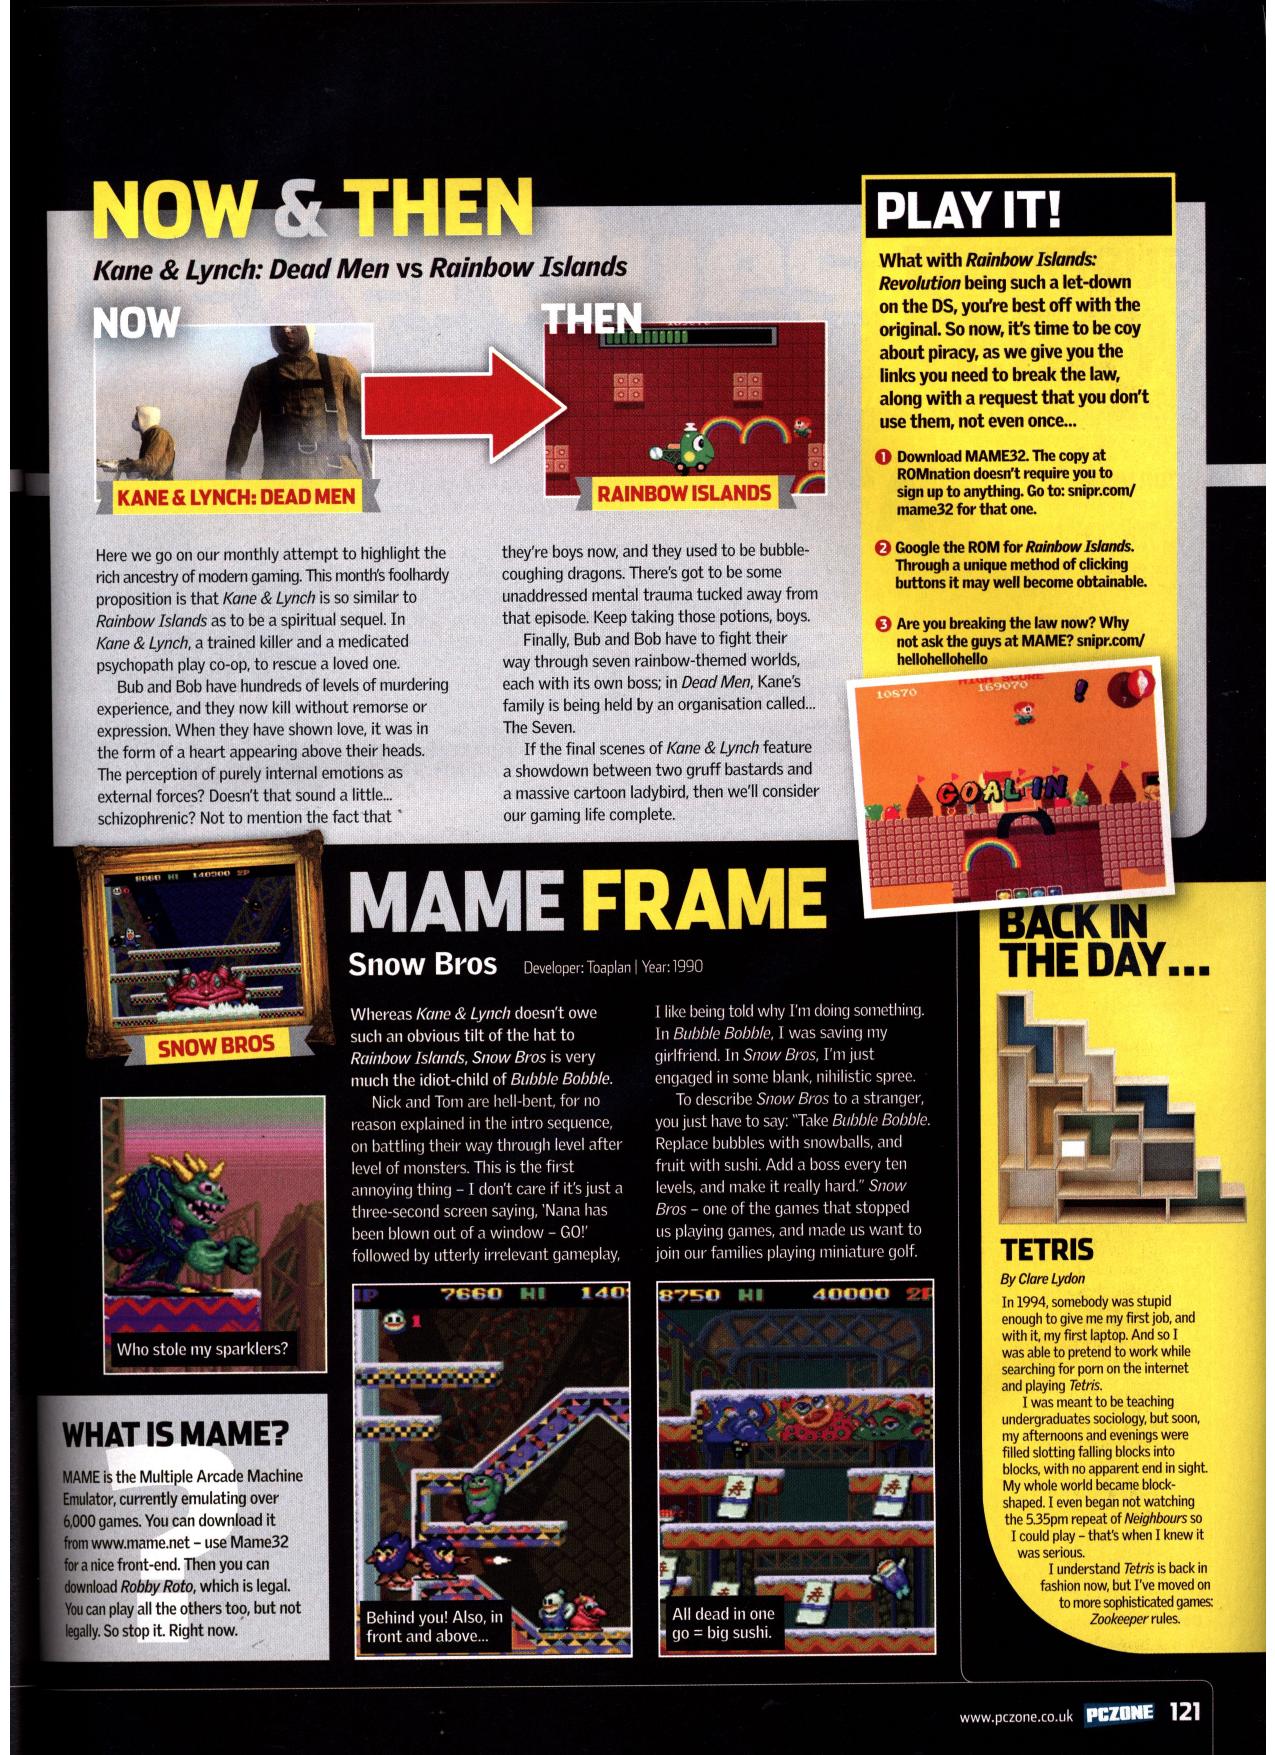 NOW & THEN
Kane & Lynch: Dead Men vs Rainbow Islands
NOW
KANE & LYNCH: DEAD MEN
THEN
RAINBOW ISLANDS
Here we go on our monthly attempt to highlight the
rich ancestry of modern gaming. This month's foolhardy
proposition is that Kane & Lynch is so similar to
Rainbow Islands as to be a spiritual sequel. In
Kane & Lynch, a trained killer and a medicated
psychopath play co-op, to rescue a loved one.
Bub and Bob have hundreds of levels of murdering
experience, and they now kill without remorse or
expression. When they have shown love, it was in
the form of a heart appearing above their heads.
The perception of purely internal emotions as
external forces? Doesn't that sound a little...
schizophrenic? Not to mention the fact that
they're boys now, and they used to be bubble-
coughing dragons. There's got to be some
unaddressed mental trauma tucked away from
that episode. Keep taking those potions, boys.
Finally, Bub and Bob have to fight their
way through seven rainbow-themed worlds,
each with its own boss; in Dead Men, Kane's
family is being held by an organisation called...
The Seven.
If the final scenes of Kane & Lynch feature
a showdown between two gruff bastards and
a massive cartoon ladybird, then we'll consider
our gaming life complete.
PLAY IT!
What with Rainbow Islands:
Revolution being such a let-down
on the DS, you're best off with the
original. So now, it's time to be coy
about piracy, as we give you the
links you need to break the law,
along with a request that you don't
use them, not even once...
1 Download MAME32. The copy at
ROMnation doesn't require you to
sign up to anything. Go to: snipr.com/
mame32 for that one.
2 Google the ROM for Rainbow Islands.
Through a unique method of clicking
buttons it may well become obtainable.
3 Are you breaking the law now? Why
not ask the guys at MAME? snipr.com/
hellohellohello
HIGH SCORE
10870 169070
GOAL IN
8060 HI 140300 2P
SNOW BROS
MAME FRAME
Snow Bros Developer: Toaplan | Year: 1990
Whereas Kane & Lynch doesn't owe
such an obvious tilt of the hat to
Rainbow Islands, Snow Bros is very
much the idiot-child of Bubble Bobble.
Nick and Tom are hell-bent, for no
reason explained in the intro sequence,
on battling their way through level after
level of monsters. This is the first
annoying thing – I don't care if it's just a
three-second screen saying, 'Nana has
been blown out of a window – GO!'
followed by utterly irrelevant gameplay,
I like being told why I'm doing something.
In Bubble Bobble, I was saving my
girlfriend. In Snow Bros, I'm just
engaged in some blank, nihilistic spree.
To describe Snow Bros to a stranger,
you just have to say: "Take Bubble Bobble.
Replace bubbles with snowballs, and
fruit with sushi. Add a boss every ten
levels, and make it really hard." Snow
Bros – one of the games that stopped
us playing games, and made us want to
join our families playing miniature golf.
Who stole my sparklers?
1P 7660 HI 140
1
Behind you! Also, in
front and above...
8750 HI 40000 2P
寿
寿
寿
寿
寿
All dead in one
go = big sushi.
WHAT IS MAME?
MAME is the Multiple Arcade Machine
Emulator, currently emulating over
6,000 games. You can download it
from www.mame.net – use Mame32
for a nice front-end. Then you can
download Robby Roto, which is legal.
You can play all the others too, but not
legally. So stop it. Right now.
BACK IN
THE DAY...
TETRIS
By Clare Lydon
In 1994, somebody was stupid
enough to give me my first job, and
with it, my first laptop. And so I
was able to pretend to work while
searching for porn on the internet
and playing Tetris.
I was meant to be teaching
undergraduates sociology, but soon,
my afternoons and evenings were
filled slotting falling blocks into
blocks, with no apparent end in sight.
My whole world became block-
shaped. I even began not watching
the 5.35pm repeat of Neighbours so
I could play – that's when I knew it
was serious.
I understand Tetris is back in
fashion now, but I've moved on
to more sophisticated games:
Zookeeper rules.
www.pczone.co.uk PCZONE 121